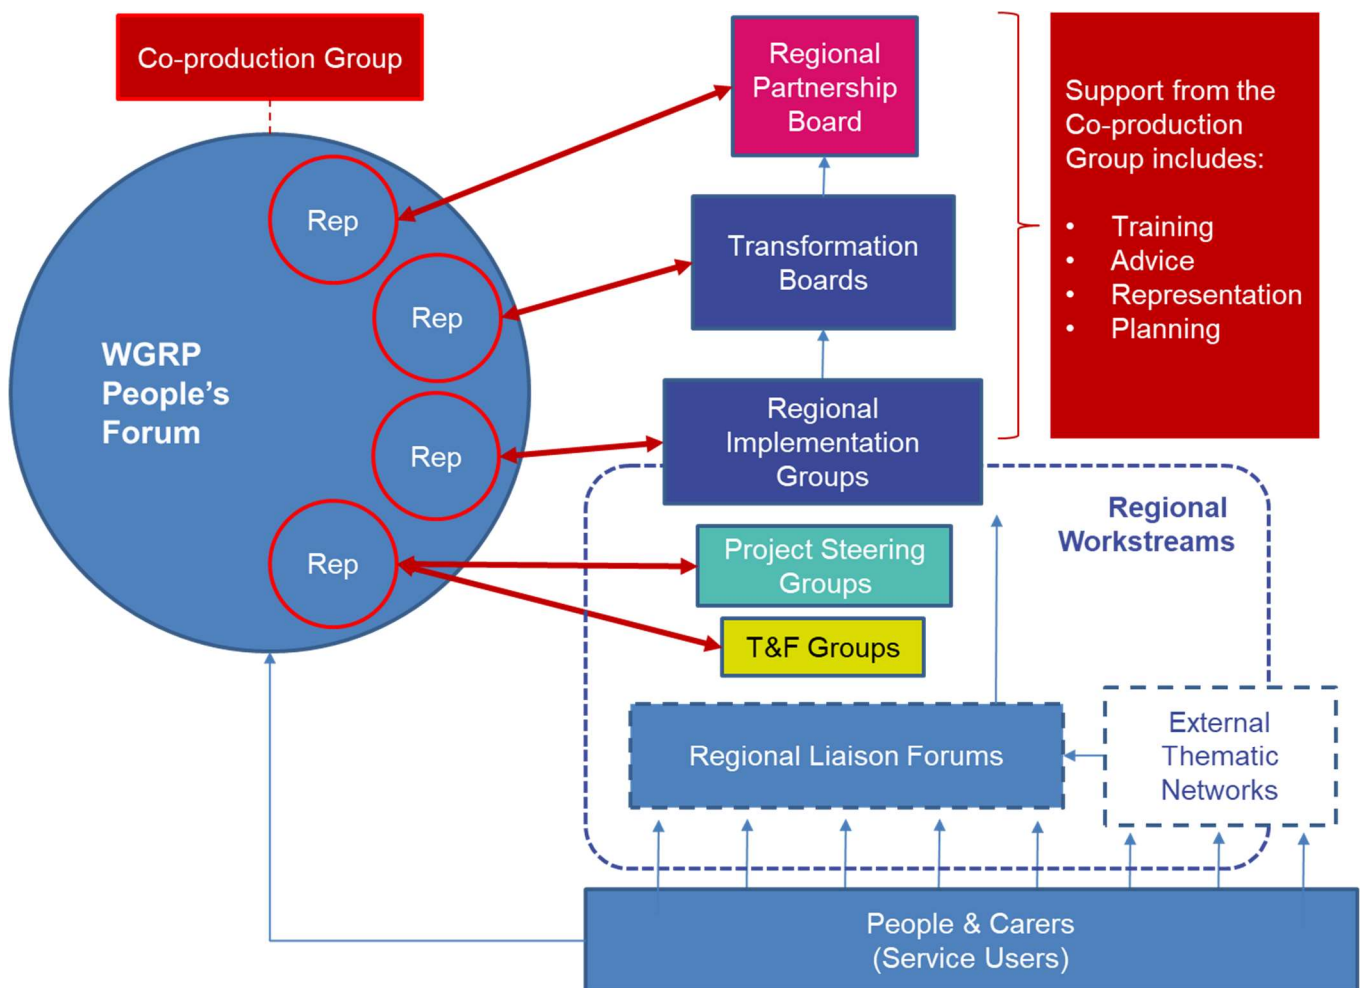 Co-production Group
Regional
Partnership
Board
Support from the
Co-production
Group includes:
• Training
• Advice
• Representation
• Planning
Rep
Transformation
Boards
Rep
WGRP
People’s
Forum
Regional
Implementation
Groups
Rep
Regional
Workstreams
Project Steering
Groups
Rep
T&F Groups
Regional Liaison Forums
External
Thematic
Networks
People & Carers
(Service Users)